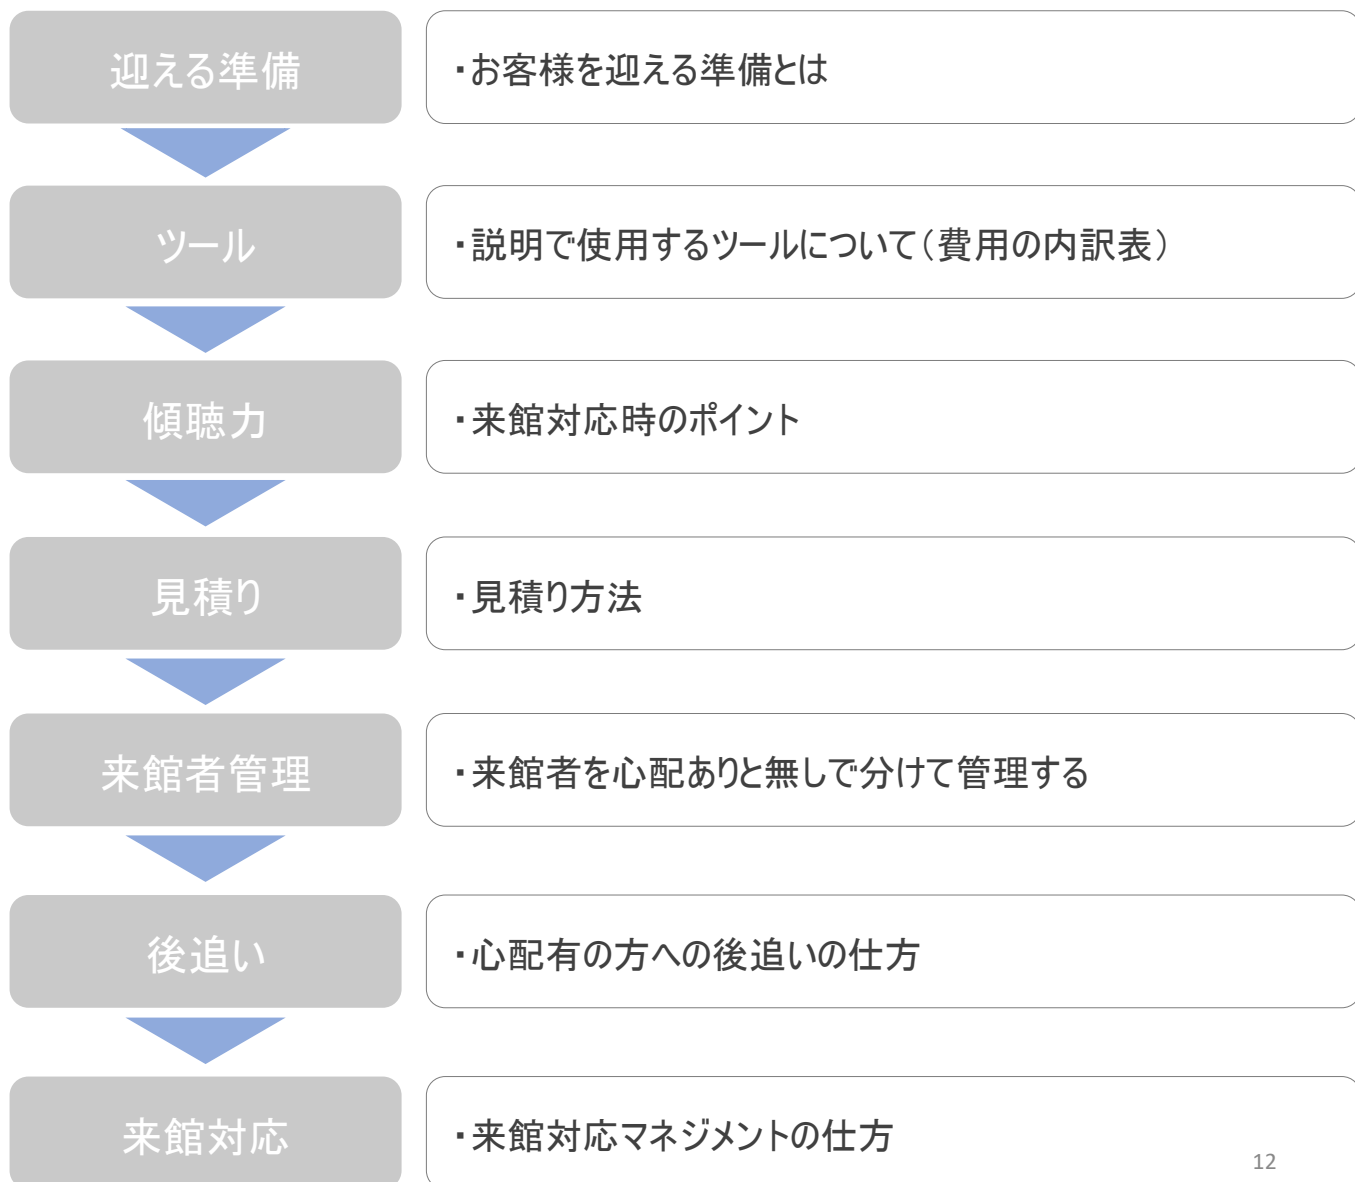 迎える準備
・お客様を迎える準備とは
ツール
・説明で使用するツールについて（費用の内訳表）
傾聴力
・来館対応時のポイント
見積り
・見積り方法
来館者管理
・来館者を心配ありと無しで分けて管理する
後追い
・心配有の方への後追いの仕方
来館対応
・来館対応マネジメントの仕方
12